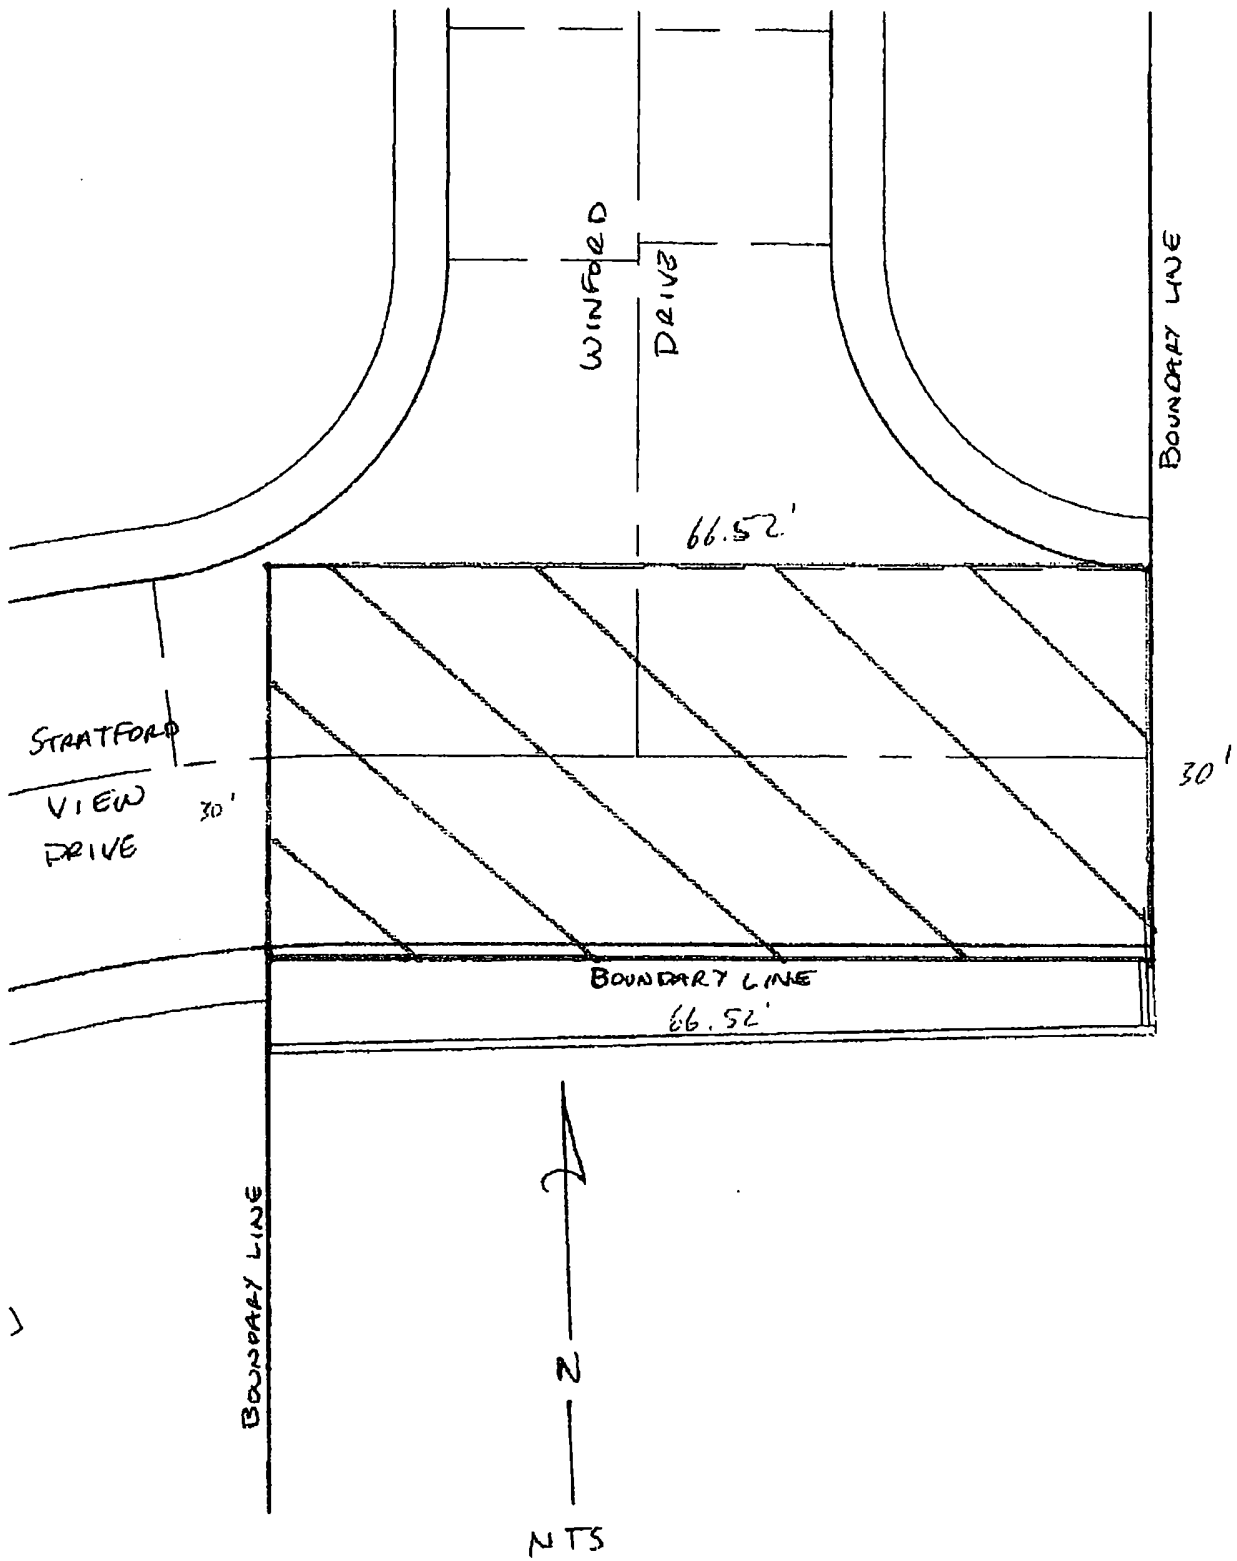 WINFORD
DRIVE
BOUNDARY LINE
66.52'
STRATFORD
VIEW
DRIVE
30'
30'
BOUNDARY LINE
66.52'
BOUNDARY LINE
N
NTS